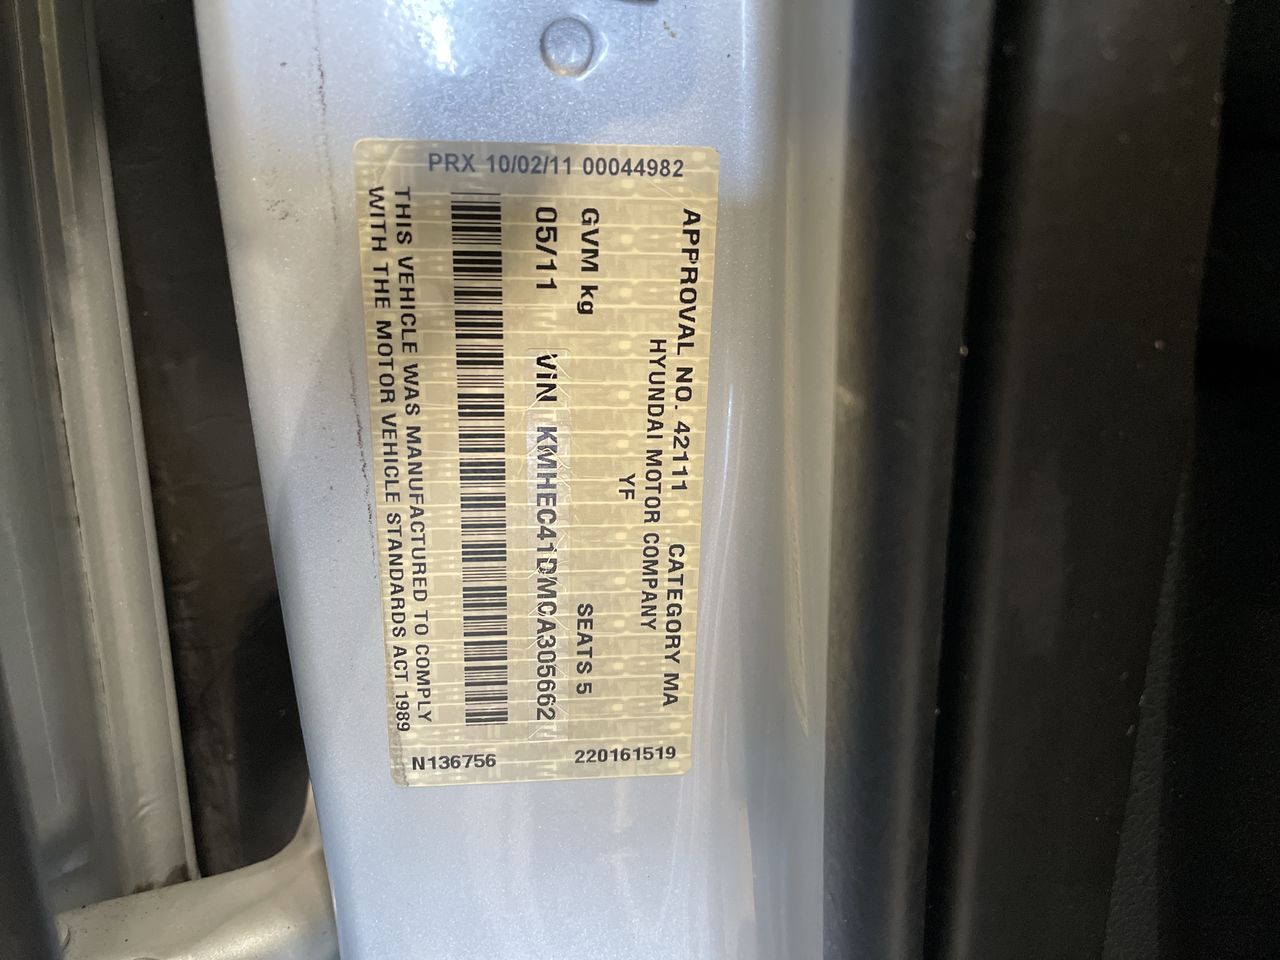 PRX 10/02/11 00044982
APPROVAL NO. 42111 CATEGORY MA
HYUNDAI MOTOR COMPANY
YF
GVM kg SEATS 5
05/11 VIN KMHEC41DMCA305662
THIS VEHICLE WAS MANUFACTURED TO COMPLY
WITH THE MOTOR VEHICLE STANDARDS ACT 1989
N136756 220161519